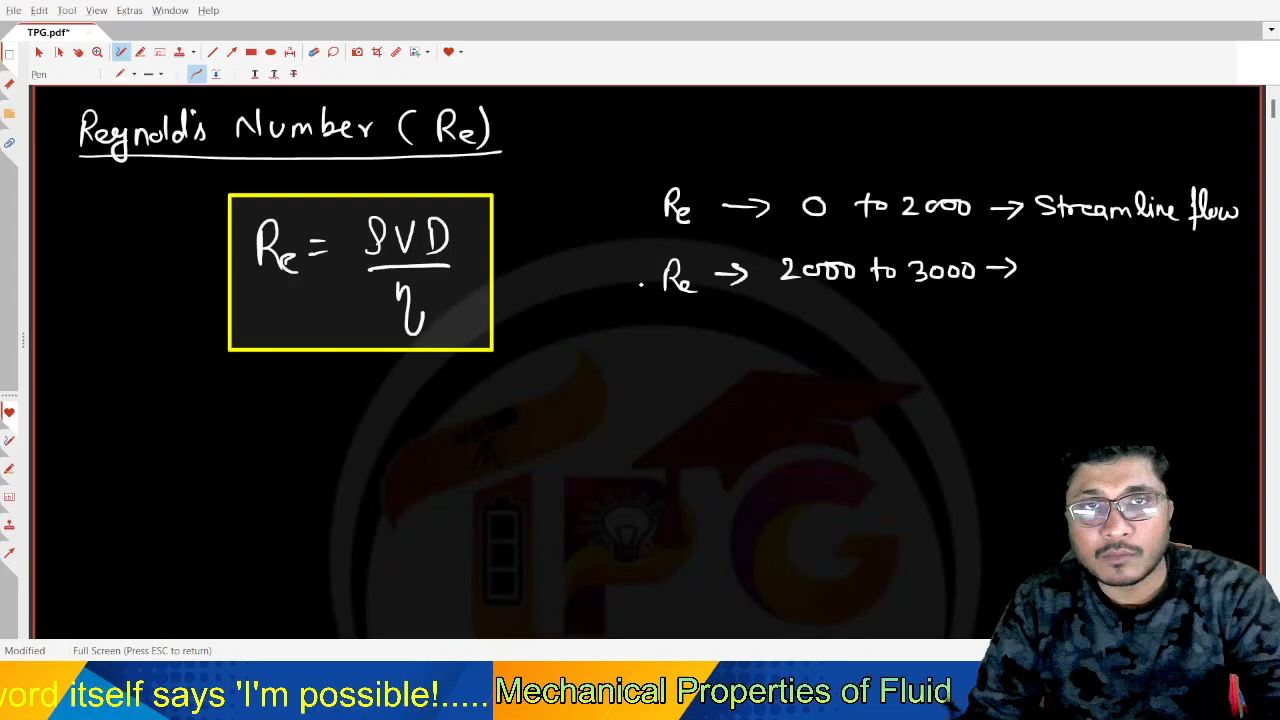 File Edit Tool View Extras Window Help
TPG.pdf*
Pen
Reynold's Number (Re)
Re = ρVD / η
Re → 0 to 2000 → Streamline flow
. Re → 2000 to 3000 →
TPG
Modified Full Screen (Press ESC to return)
word itself says 'I'm possible!.....
Mechanical Properties of Fluid